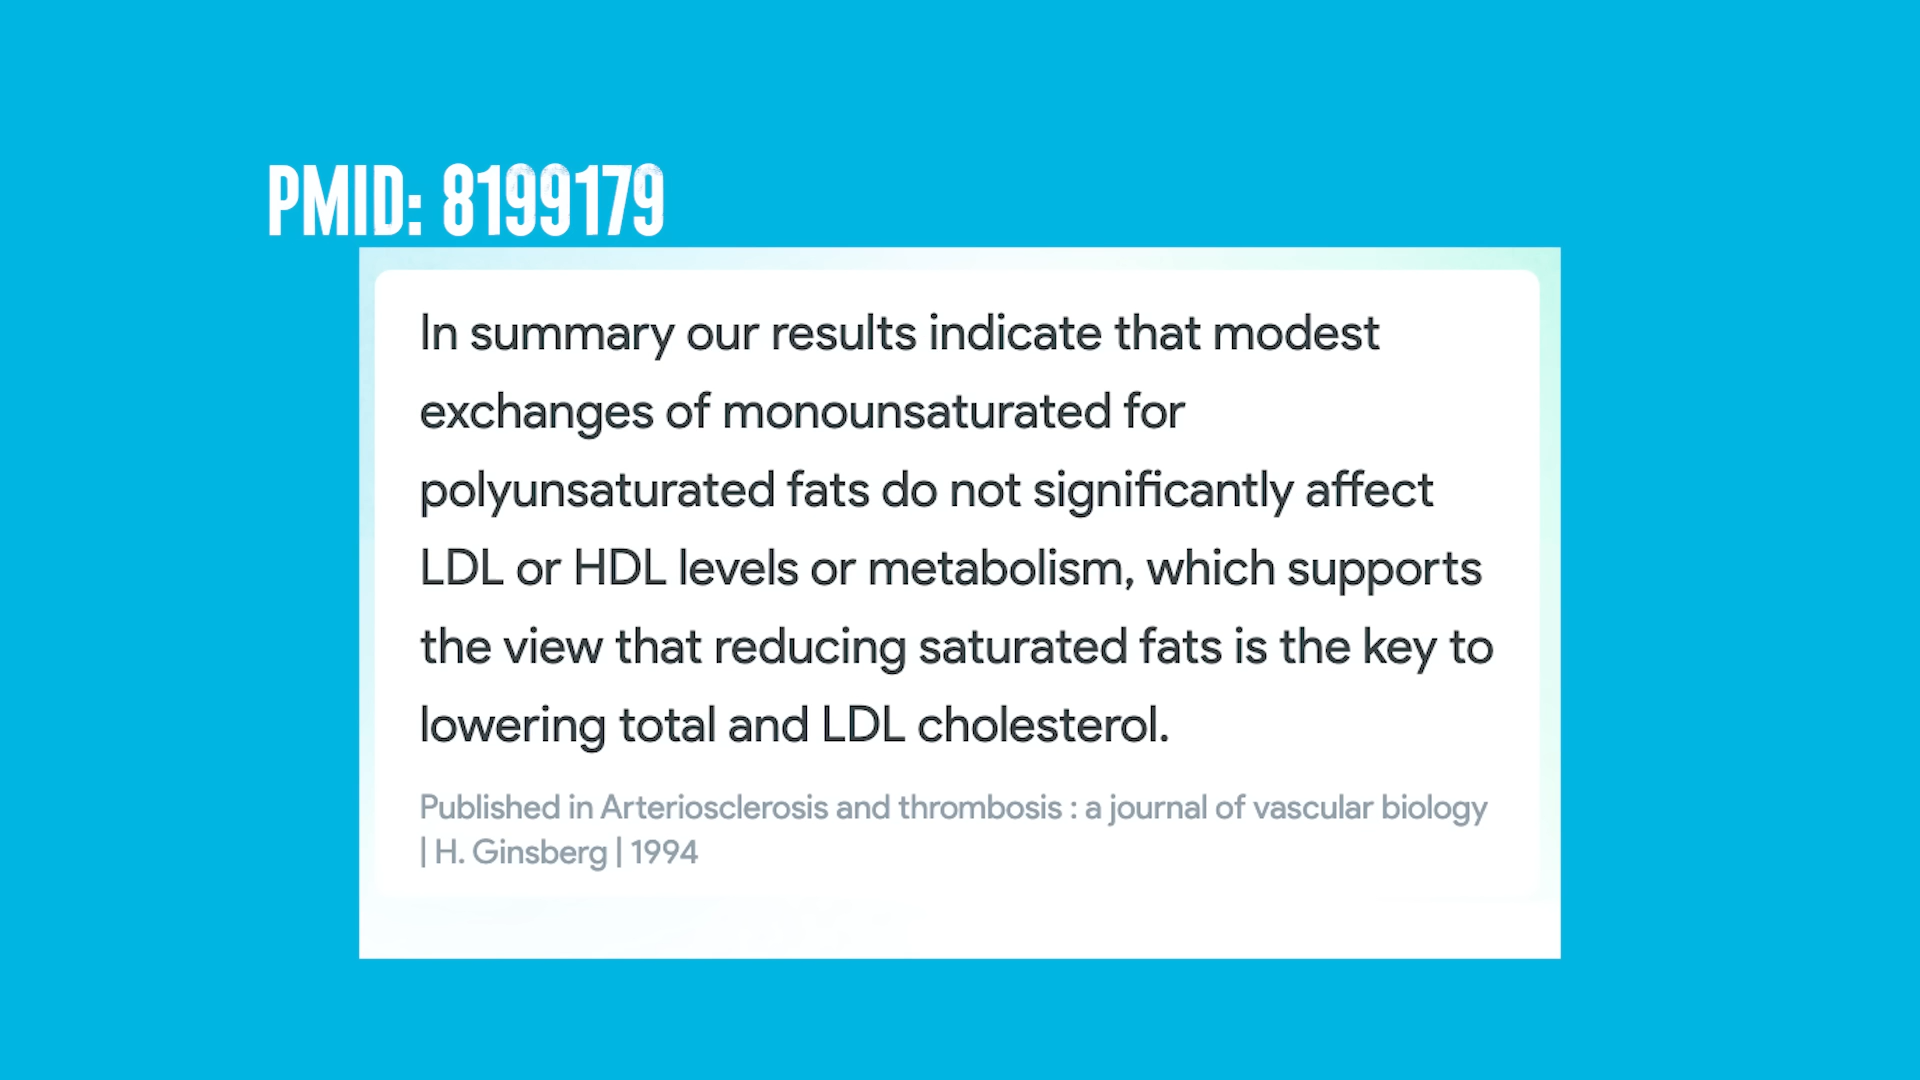 PMID: 8199179
In summary our results indicate that modest
exchanges of monounsaturated for
polyunsaturated fats do not significantly affect
LDL or HDL levels or metabolism, which supports
the view that reducing saturated fats is the key to
lowering total and LDL cholesterol.
Published in Arteriosclerosis and thrombosis : a journal of vascular biology
| H. Ginsberg | 1994